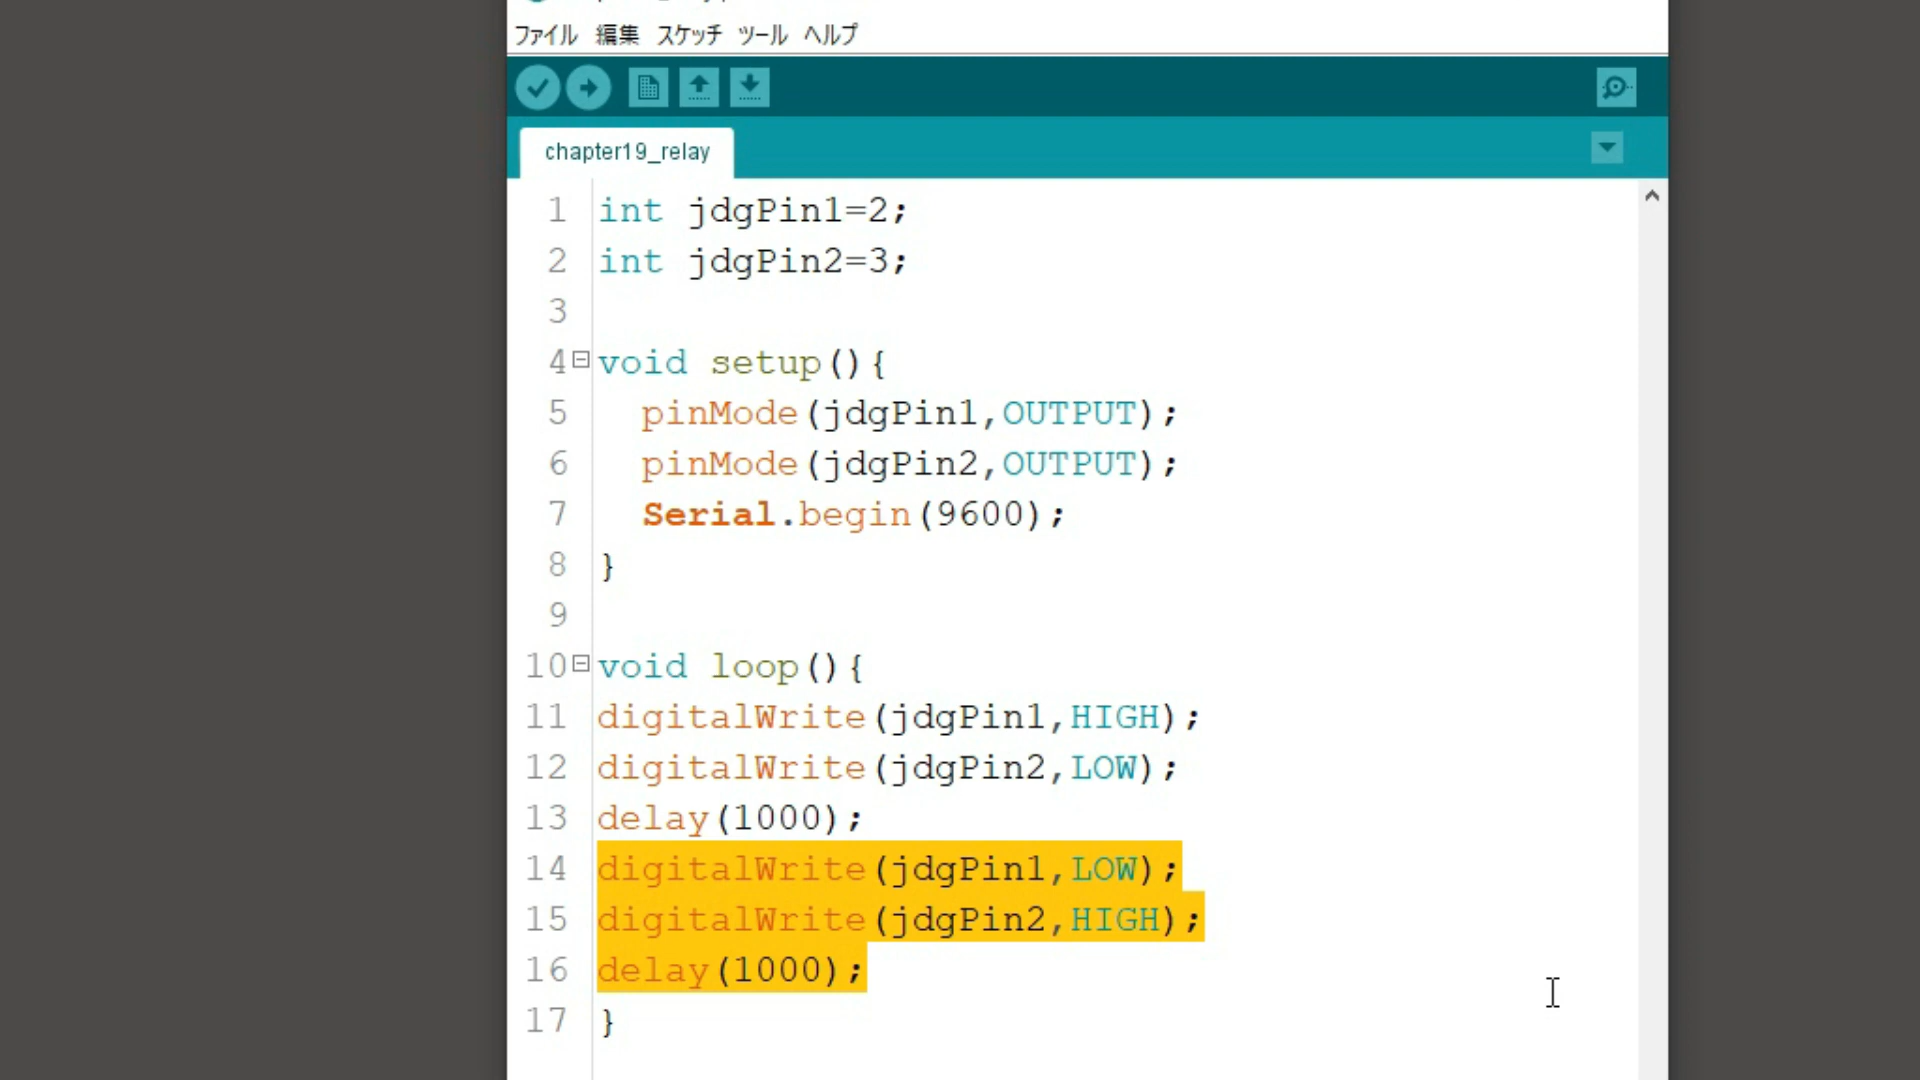 ファイル 編集 スケッチ ツール ヘルプ
chapter19_relay
1 int jdgPin1=2;
2 int jdgPin2=3;
3
4 void setup(){
5 pinMode(jdgPin1,OUTPUT);
6 pinMode(jdgPin2,OUTPUT);
7 Serial.begin(9600);
8 }
9
10 void loop(){
11 digitalWrite(jdgPin1,HIGH);
12 digitalWrite(jdgPin2,LOW);
13 delay(1000);
14 digitalWrite(jdgPin1,LOW);
15 digitalWrite(jdgPin2,HIGH);
16 delay(1000);
17 }